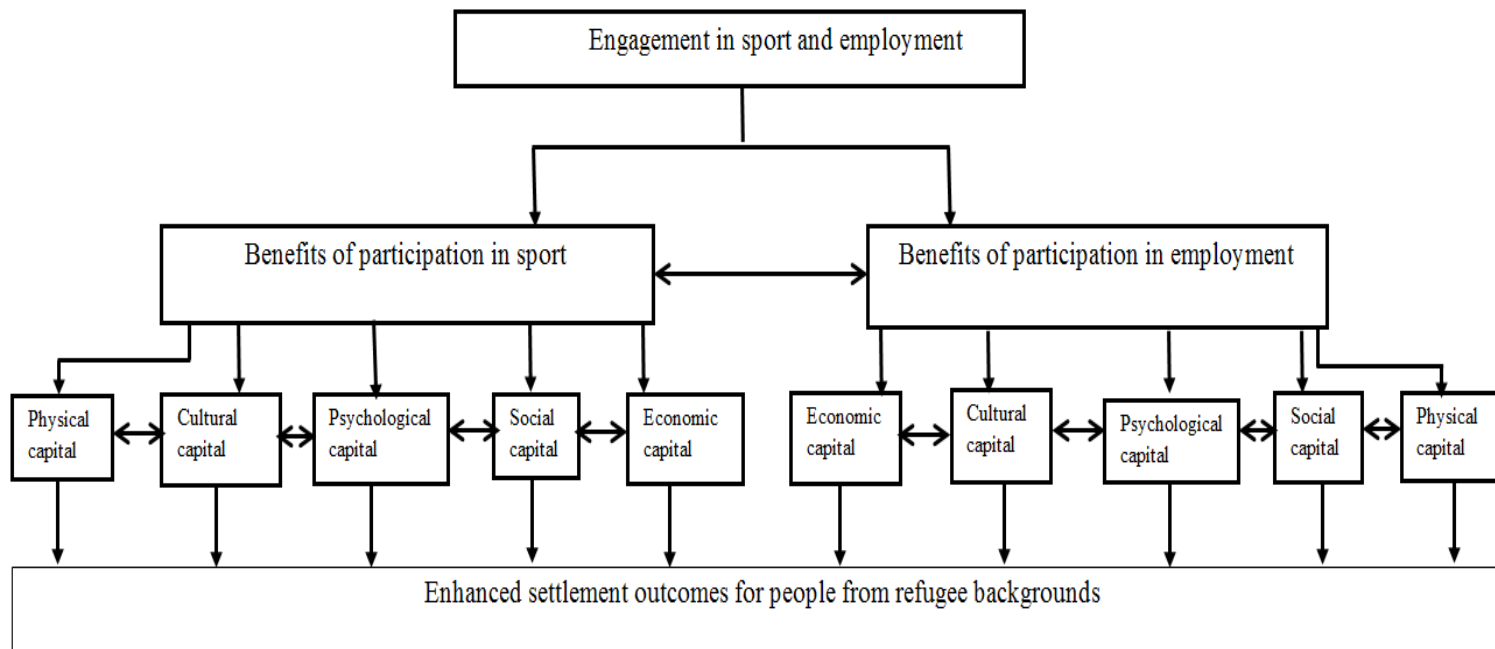 Engagement in sport and employment
Benefits of participation in sport
Benefits of participation in employment
Physical
capital
Cultural
capital
Psychological
capital
Social
capital
Economic
capital
Economic
capital
Cultural
capital
Psychological
capital
Social
capital
Physical
capital
Enhanced settlement outcomes for people from refugee backgrounds